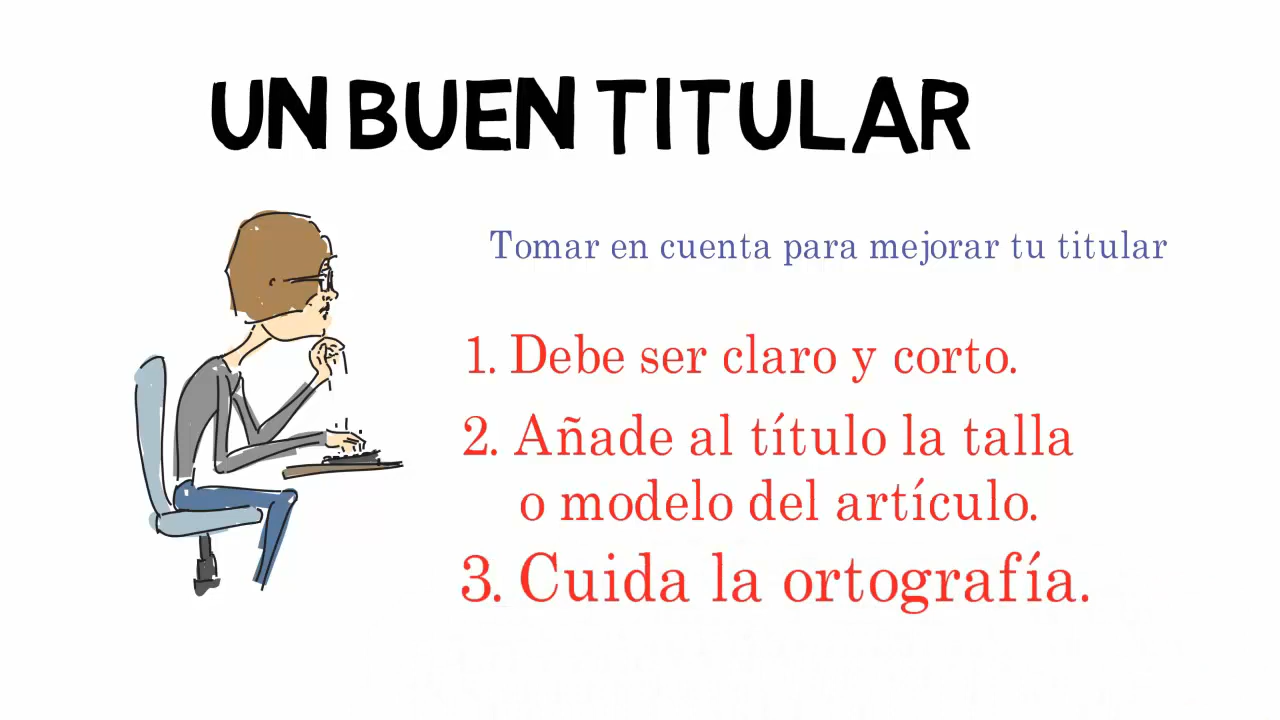 UN BUEN TITULAR
Tomar en cuenta para mejorar tu titular
1. Debe ser claro y corto.
2. Añade al título la talla
o modelo del artículo.
3. Cuida la ortografía.